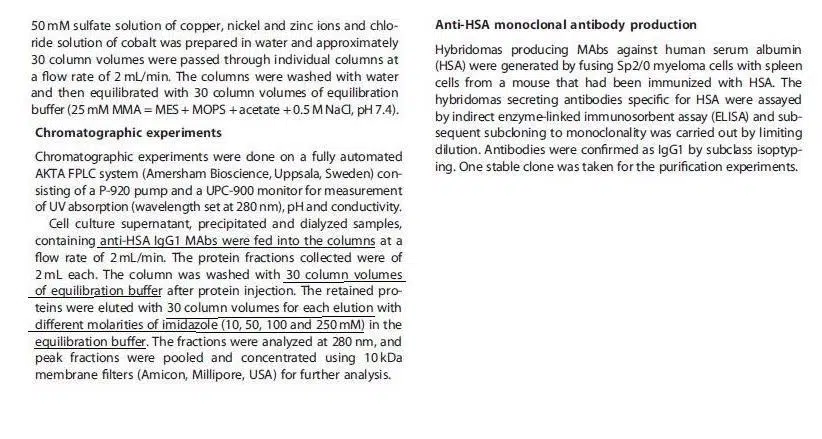 50 mM sulfate solution of copper, nickel and zinc ions and chlo-
ride solution of cobalt was prepared in water and approximately
30 column volumes were passed through individual columns at
a flow rate of 2 mL/min. The columns were washed with water
and then equilibrated with 30 column volumes of equilibration
buffer (25 mM MMA = MES + MOPS + acetate + 0.5 M NaCl, pH 7.4).
Chromatographic experiments
Chromatographic experiments were done on a fully automated
AKTA FPLC system (Amersham Bioscience, Uppsala, Sweden) con-
sisting of a P-920 pump and a UPC-900 monitor for measurement
of UV absorption (wavelength set at 280 nm), pH and conductivity.
Cell culture supernatant, precipitated and dialyzed samples,
containing anti-HSA IgG1 MAbs were fed into the columns at a
flow rate of 2 mL/min. The protein fractions collected were of
2 mL each. The column was washed with 30 column volumes
of equilibration buffer after protein injection. The retained pro-
teins were eluted with 30 column volumes for each elution with
different molarities of imidazole (10, 50, 100 and 250 mM) in the
equilibration buffer. The fractions were analyzed at 280 nm, and
peak fractions were pooled and concentrated using 10 kDa
membrane filters (Amicon, Millipore, USA) for further analysis.
Anti-HSA monoclonal antibody production
Hybridomas producing MAbs against human serum albumin
(HSA) were generated by fusing Sp2/0 myeloma cells with spleen
cells from a mouse that had been immunized with HSA. The
hybridomas secreting antibodies specific for HSA were assayed
by indirect enzyme-linked immunosorbent assay (ELISA) and sub-
sequent subcloning to monoclonality was carried out by limiting
dilution. Antibodies were confirmed as IgG1 by subclass isoptyp-
ing. One stable clone was taken for the purification experiments.